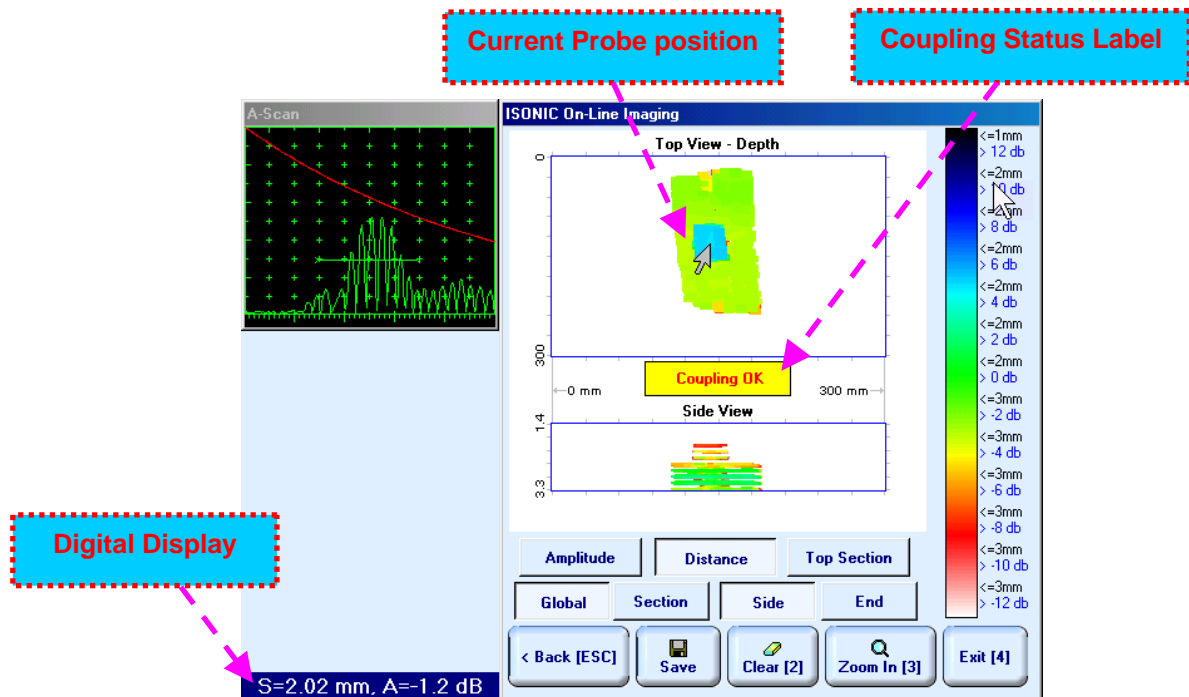 Current Probe position
Coupling Status Label
A-Scan
ISONIC On-Line Imaging
Top View - Depth
0
300
Coupling OK
0 mm
300 mm
Side View
1.4
3.3
<=1mm
> 12 db
<=2mm
> 10 db
<=2mm
> 8 db
<=2mm
> 6 db
<=2mm
> 4 db
<=2mm
> 2 db
<=2mm
> 0 db
<=3mm
> -2 db
<=3mm
> -4 db
<=3mm
> -6 db
<=3mm
> -8 db
<=3mm
> -10 db
<=3mm
> -12 db
Digital Display
Amplitude
Distance
Top Section
Global
Section
Side
End
< Back [ESC]
Save
Clear [2]
Zoom In [3]
Exit [4]
S=2.02 mm, A=-1.2 dB